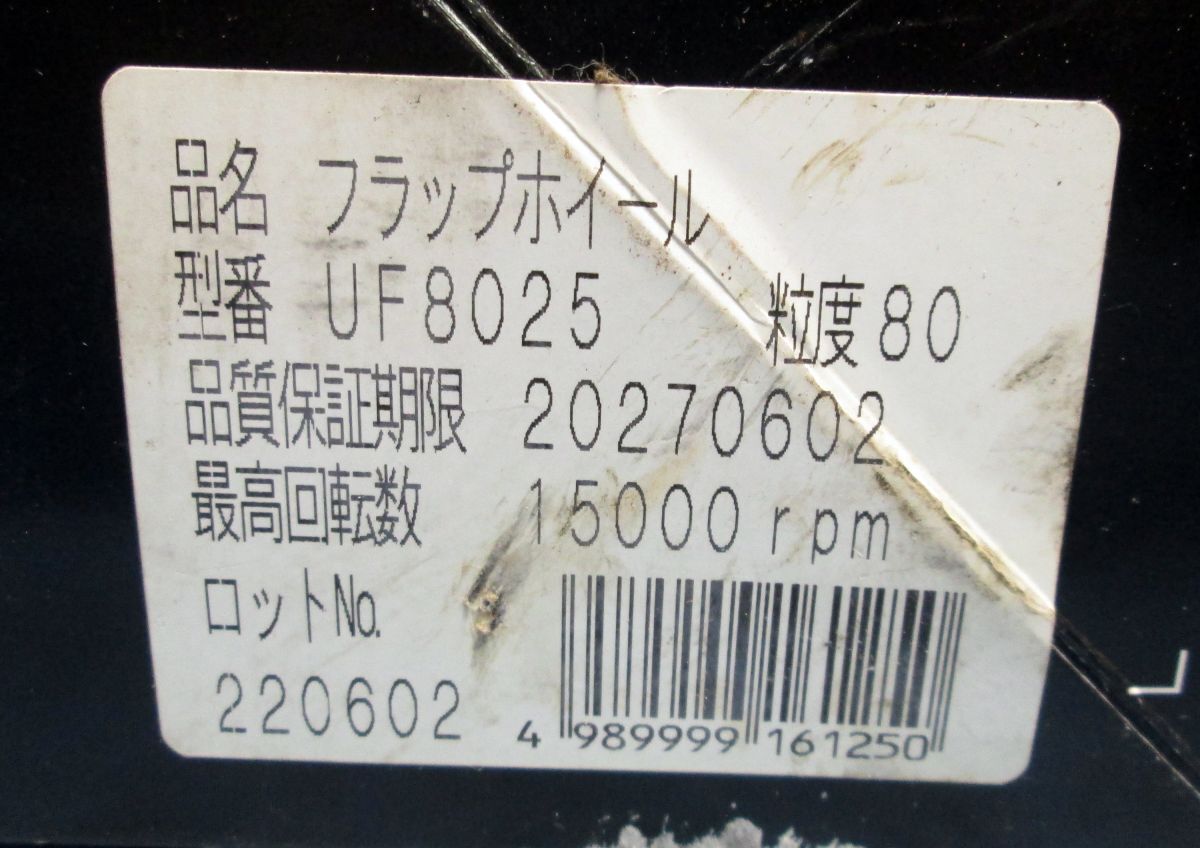 品名 フラップホイール
型番 UF8025 粒度80
品質保証期限 20270602
最高回転数 15000rpm
ロットNo.
220602
4 989999 161250